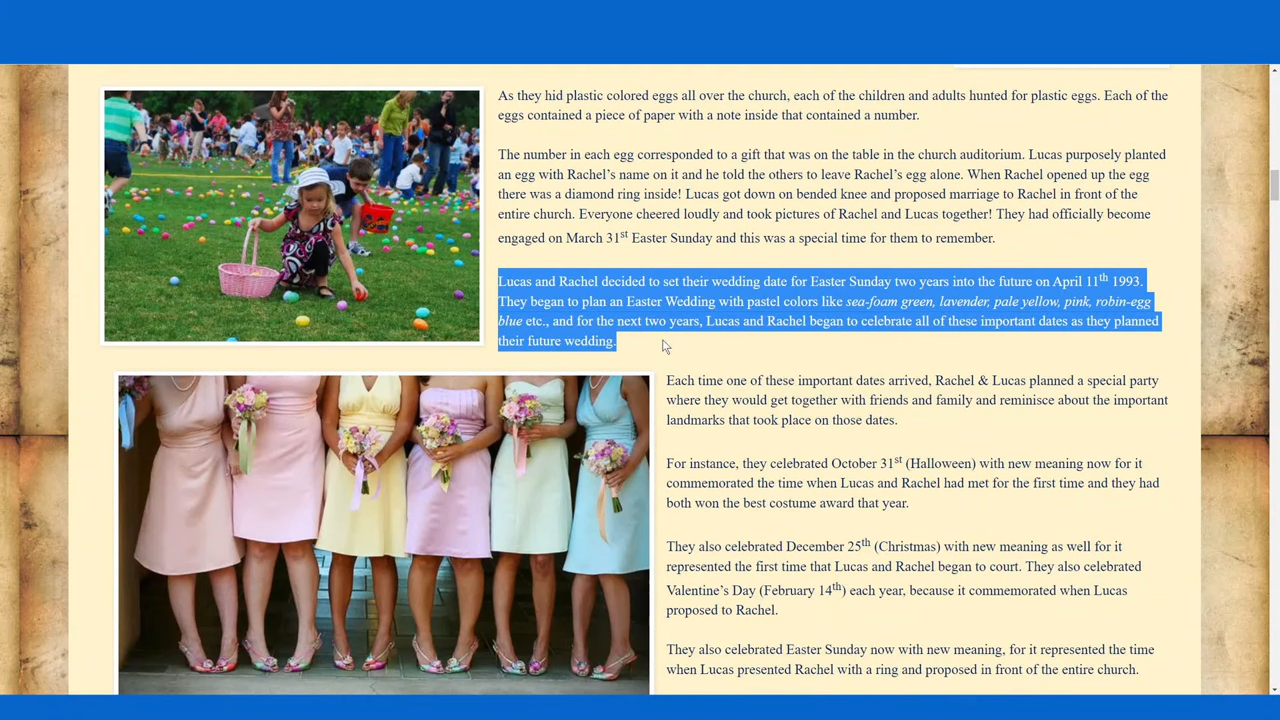 As they hid plastic colored eggs all over the church, each of the children and adults hunted for plastic eggs. Each of the
eggs contained a piece of paper with a note inside that contained a number.
The number in each egg corresponded to a gift that was on the table in the church auditorium. Lucas purposely planted
an egg with Rachel’s name on it and he told the others to leave Rachel’s egg alone. When Rachel opened up the egg
there was a diamond ring inside! Lucas got down on bended knee and proposed marriage to Rachel in front of the
entire church. Everyone cheered loudly and took pictures of Rachel and Lucas together! They had officially become
engaged on March 31st Easter Sunday and this was a special time for them to remember.
Lucas and Rachel decided to set their wedding date for Easter Sunday two years into the future on April 11th 1993.
They began to plan an Easter Wedding with pastel colors like sea-foam green, lavender, pale yellow, pink, robin-egg
blue etc., and for the next two years, Lucas and Rachel began to celebrate all of these important dates as they planned
their future wedding.
Each time one of these important dates arrived, Rachel & Lucas planned a special party
where they would get together with friends and family and reminisce about the important
landmarks that took place on those dates.
For instance, they celebrated October 31st (Halloween) with new meaning now for it
commemorated the time when Lucas and Rachel had met for the first time and they had
both won the best costume award that year.
They also celebrated December 25th (Christmas) with new meaning as well for it
represented the first time that Lucas and Rachel began to court. They also celebrated
Valentine’s Day (February 14th) each year, because it commemorated when Lucas
proposed to Rachel.
They also celebrated Easter Sunday now with new meaning, for it represented the time
when Lucas presented Rachel with a ring and proposed in front of the entire church.